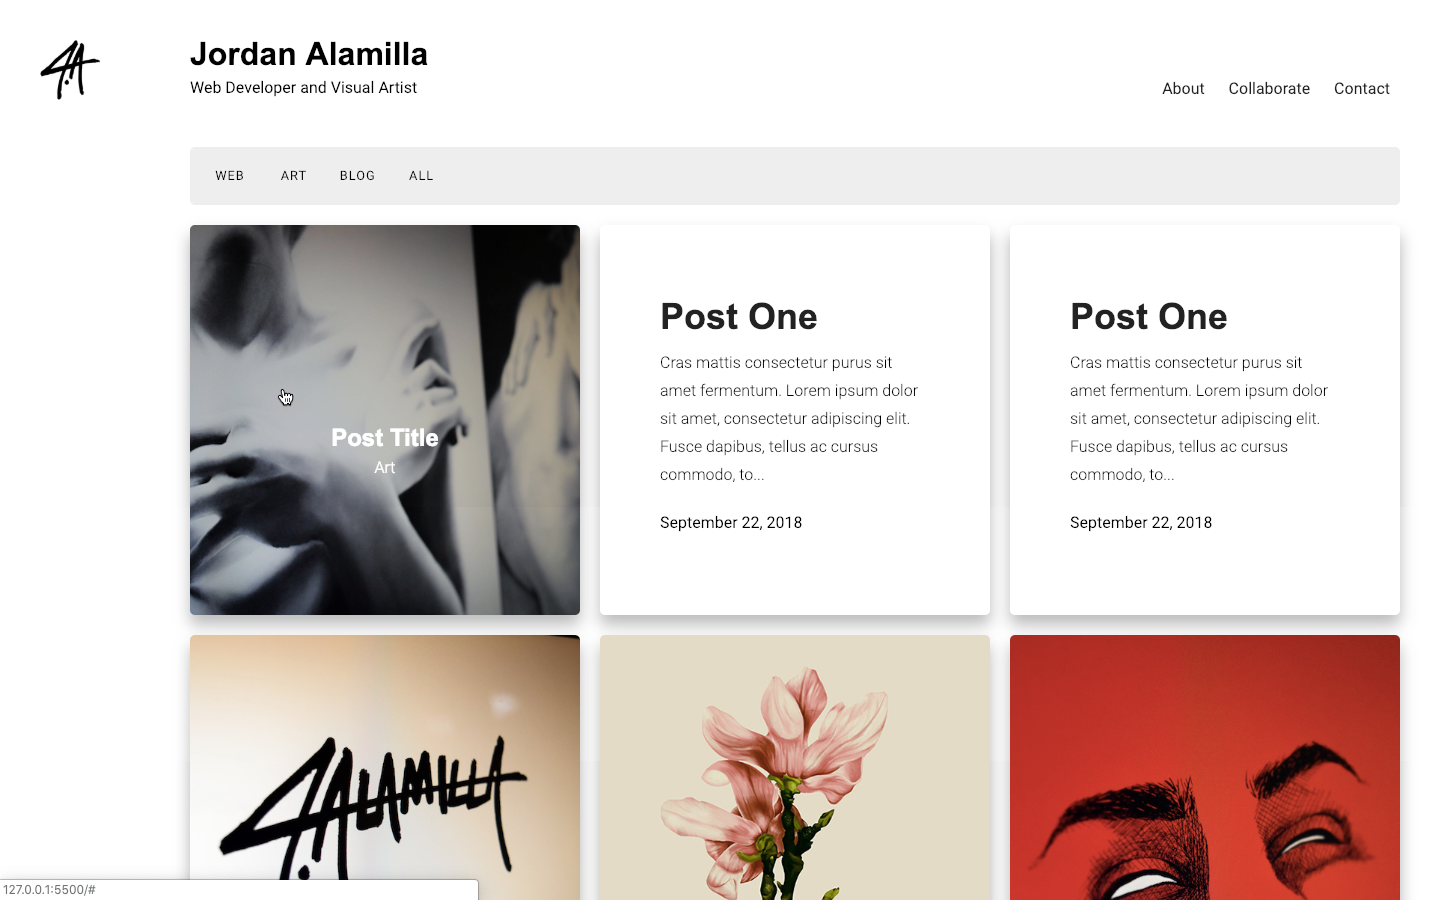 Jordan Alamilla
Web Developer and Visual Artist
About Collaborate Contact
WEB ART BLOG ALL
Post Title
Art
Post One
Cras mattis consectetur purus sit
amet fermentum. Lorem ipsum dolor
sit amet, consectetur adipiscing elit.
Fusce dapibus, tellus ac cursus
commodo, to...
September 22, 2018
Post One
Cras mattis consectetur purus sit
amet fermentum. Lorem ipsum dolor
sit amet, consectetur adipiscing elit.
Fusce dapibus, tellus ac cursus
commodo, to...
September 22, 2018
JALAMILLA
127.0.0.1:5500/#